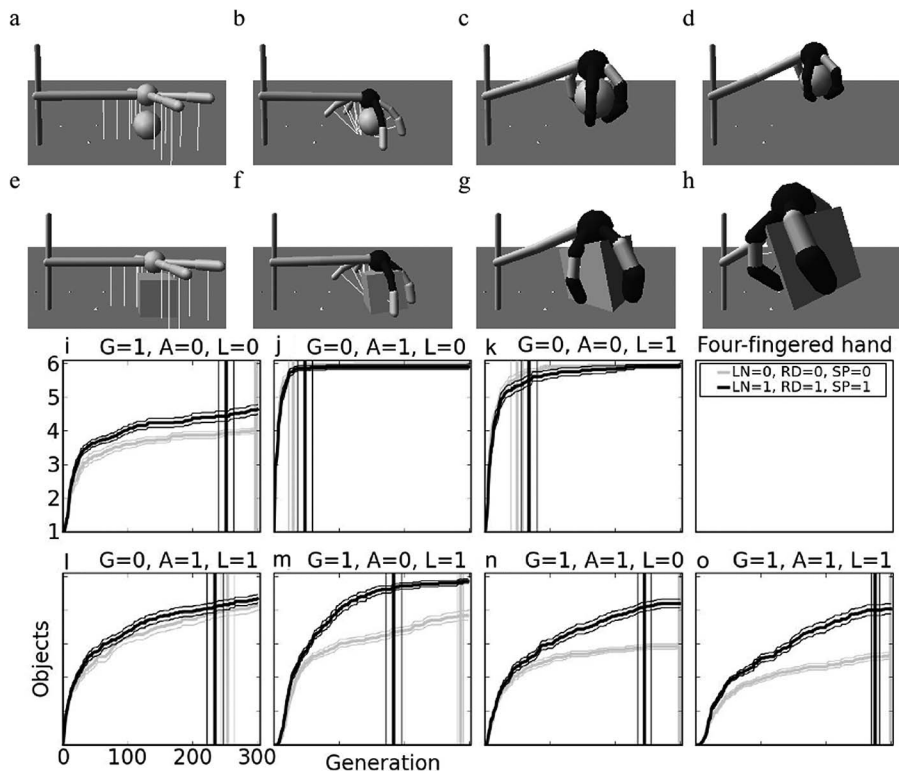 a b c d
e f g h
i G=1, A=0, L=0 j G=0, A=1, L=0 k G=0, A=0, L=1 Four-fingered hand
LN=0, RD=0, SP=0
LN=1, RD=1, SP=1
6
5
4
3
2
1
l G=0, A=1, L=1 m G=1, A=0, L=1 n G=1, A=1, L=0 o G=1, A=1, L=1
Objects
0 100 200 300
Generation